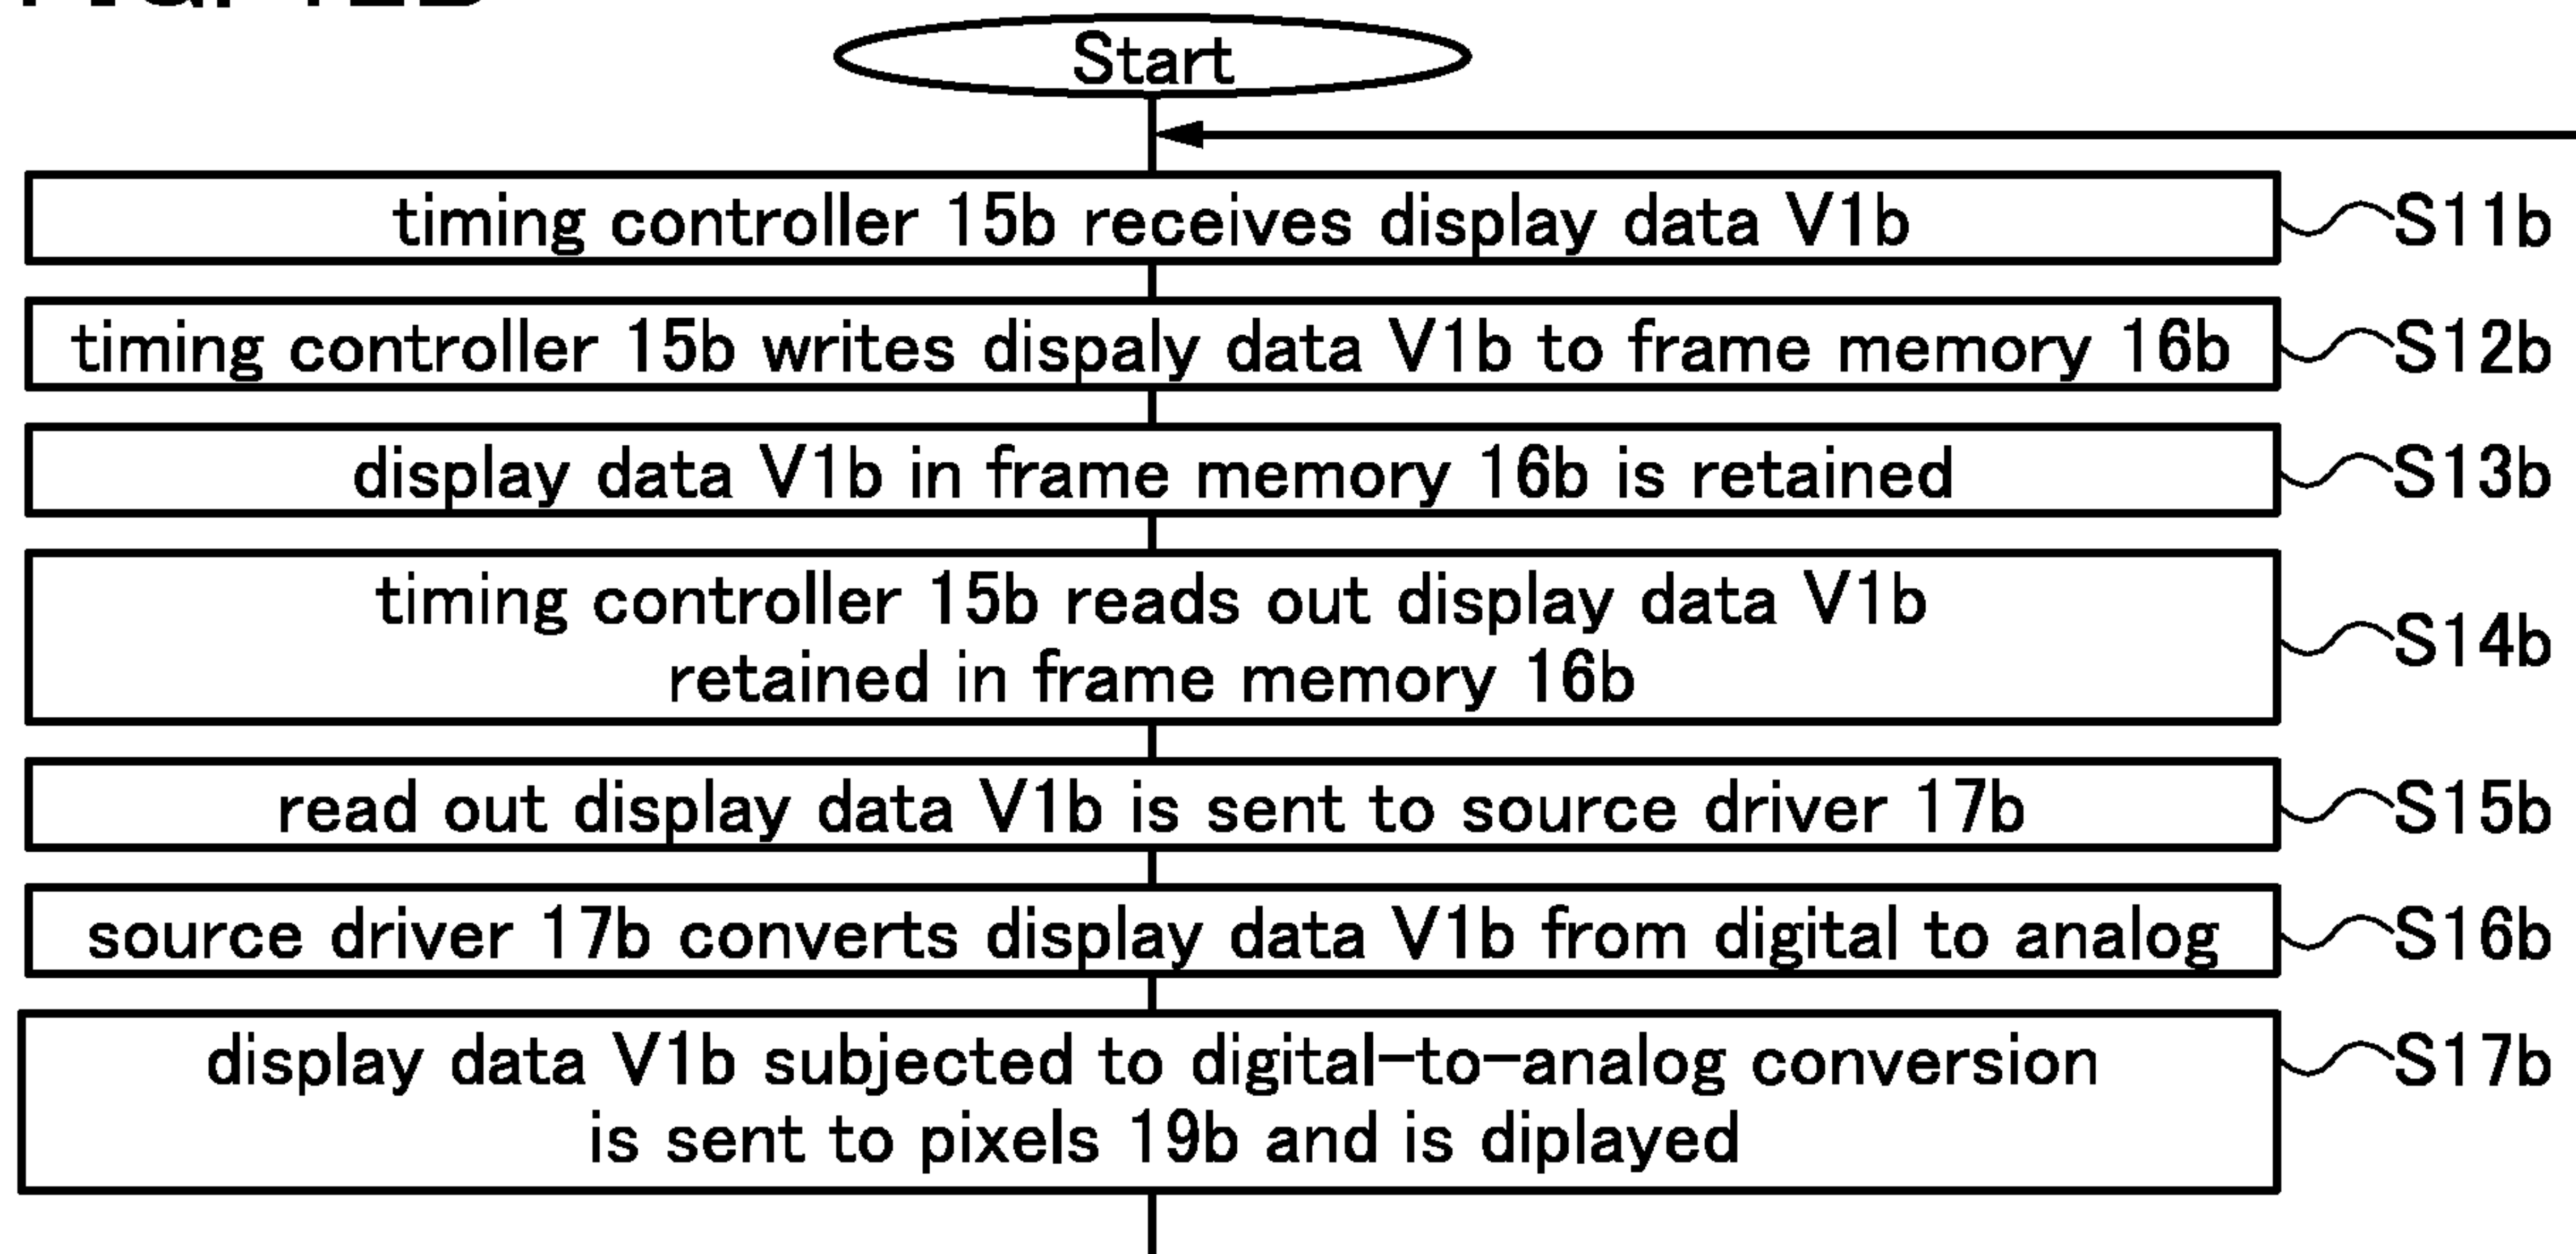 Start
timing controller 15b receives display data V1b
S11b
timing controller 15b writes dispaly data V1b to frame memory 16b
S12b
display data V1b in frame memory 16b is retained
S13b
timing controller 15b reads out display data V1b
retained in frame memory 16b
S14b
read out display data V1b is sent to source driver 17b
S15b
source driver 17b converts display data V1b from digital to analog
S16b
display data V1b subjected to digital-to-analog conversion
is sent to pixels 19b and is diplayed
S17b